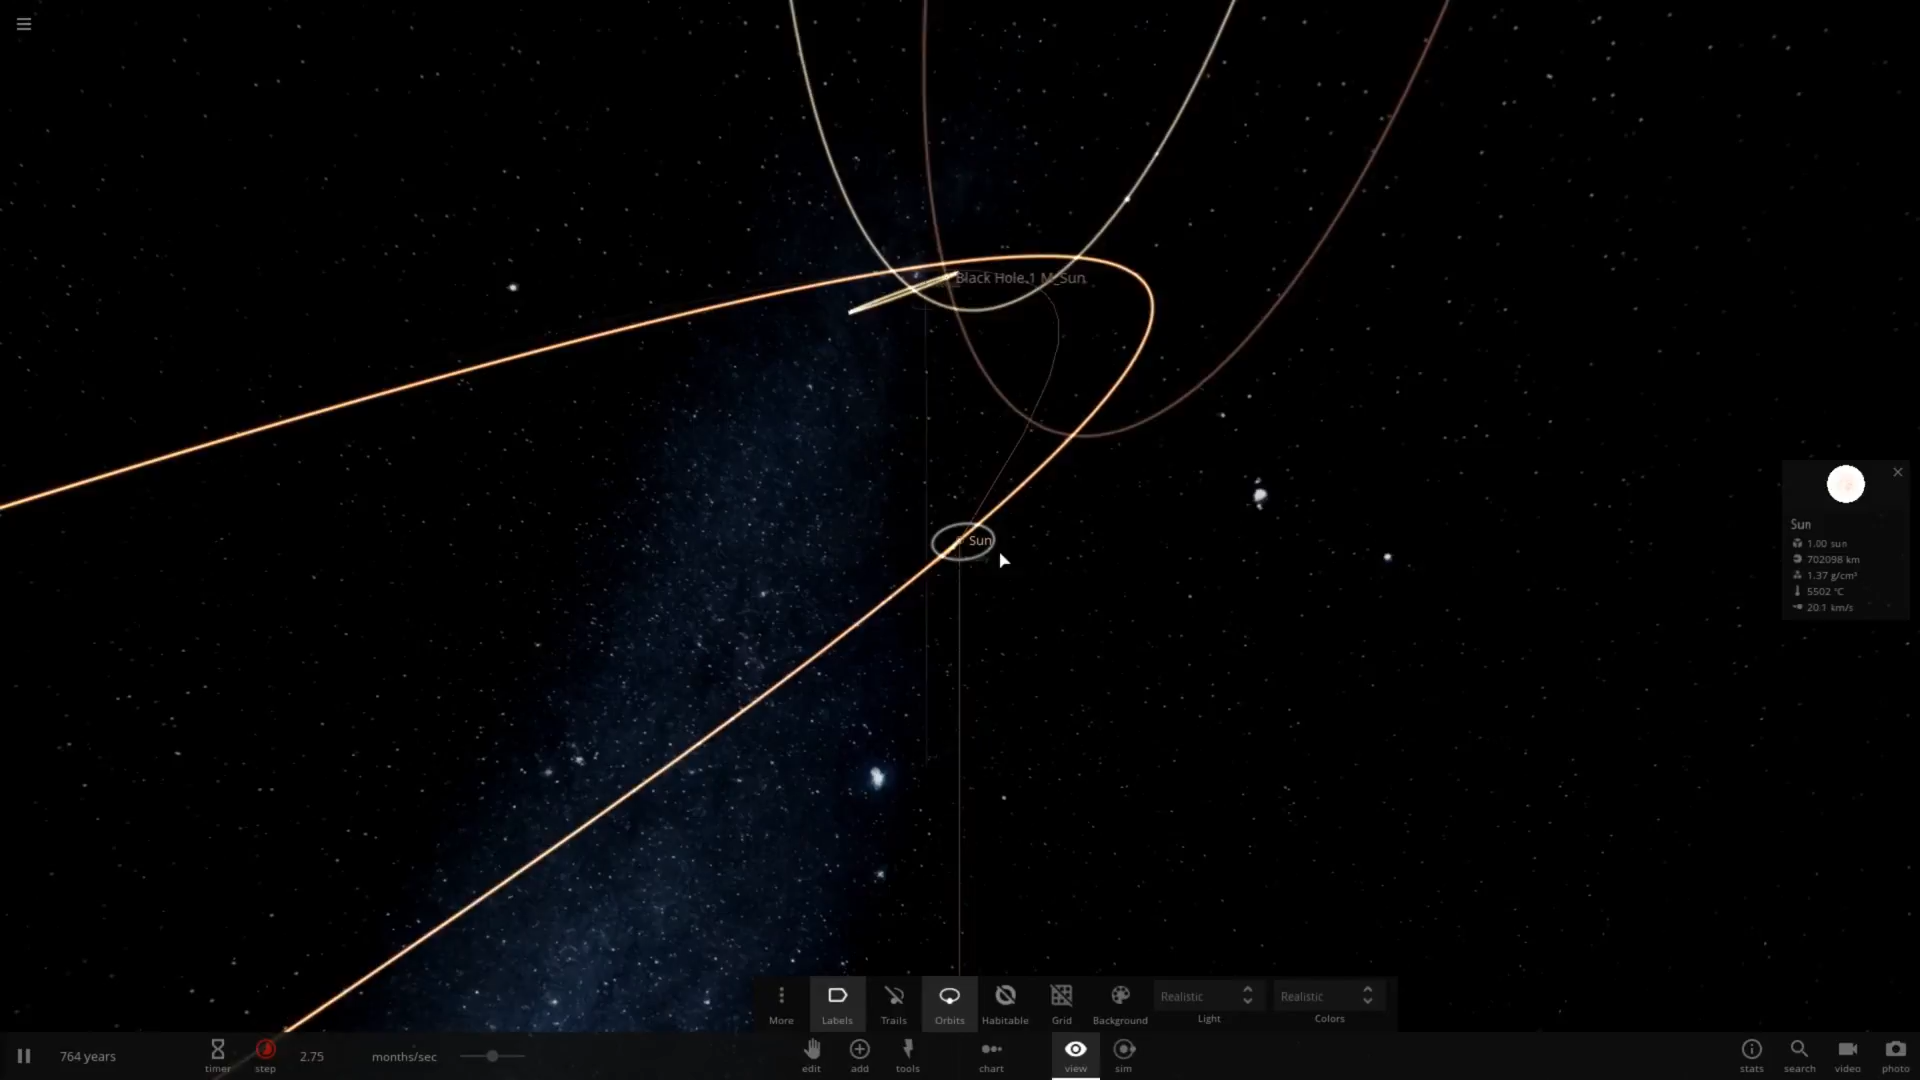 Black Hole 1 M_Sun
Sun
Sun
1.00 sun
702098 km
1.37 g/cm³
5502 °C
20.1 km/s
More
Labels
Trails
Orbits
Habitable
Grid
Background
Realistic
Light
Realistic
Colors
764 years
timer
step
2.75
months/sec
edit
add
tools
chart
view
sim
stats
search
video
photo